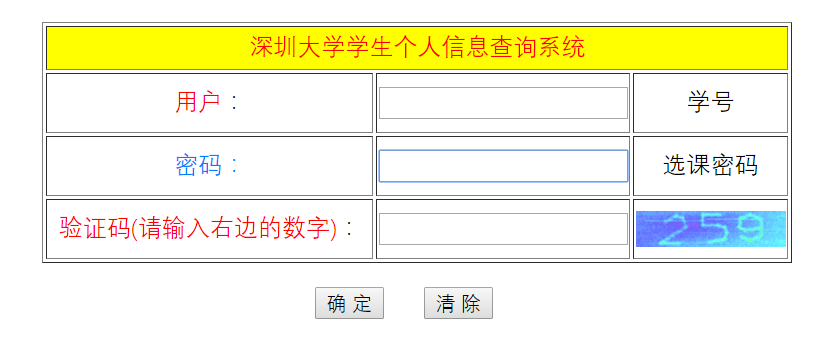 深圳大学学生个人信息查询系统
用户：
学号
密码：
选课密码
验证码(请输入右边的数字)：
259
确 定
清 除